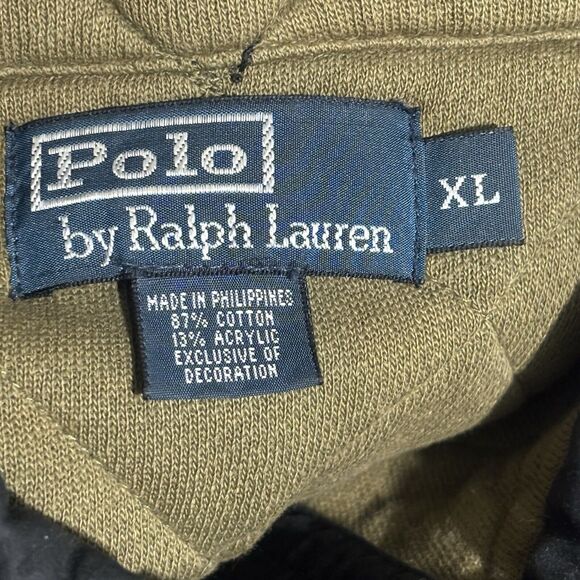 Polo
by Ralph Lauren
XL
MADE IN PHILIPPINES
87% COTTON
13% ACRYLIC
EXCLUSIVE OF
DECORATION